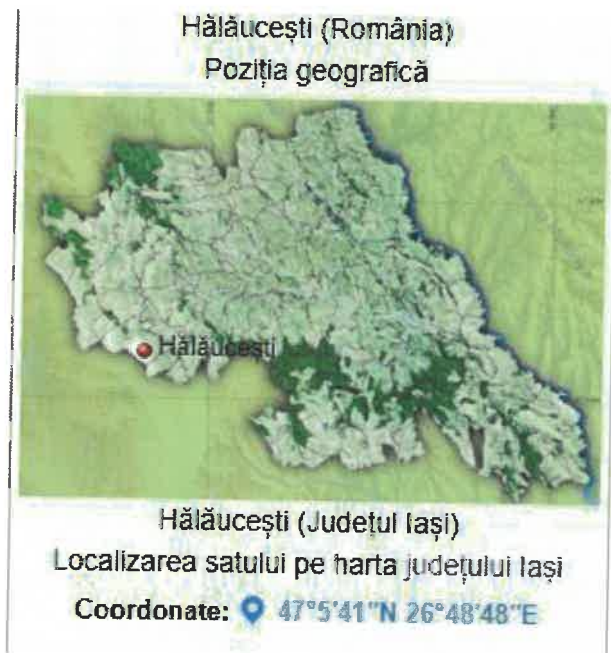 Hălăucești (România)
Poziția geografică
Hălăucești
Hălăucești (Județul Iași)
Localizarea satului pe harta județului Iași
Coordonate: 47°5′41″N 26°48′48″E